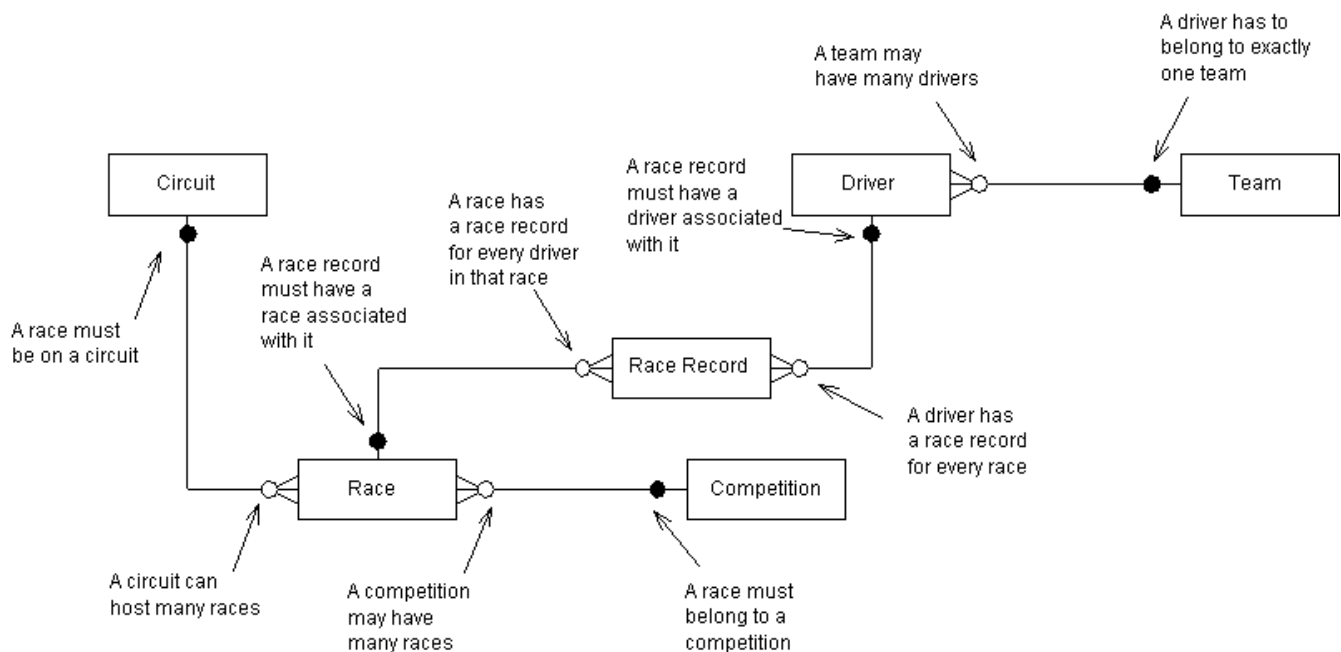 A driver has to
belong to exactly
one team
A team may
have many drivers
Circuit
A race record
must have a
driver associated
with it
Driver
Team
A race has
a race record
for every driver
in that race
A race record
must have a
race associated
with it
A race must
be on a circuit
Race Record
A driver has
a race record
for every race
Race
Competition
A circuit can
host many races
A competition
may have
many races
A race must
belong to a
competition